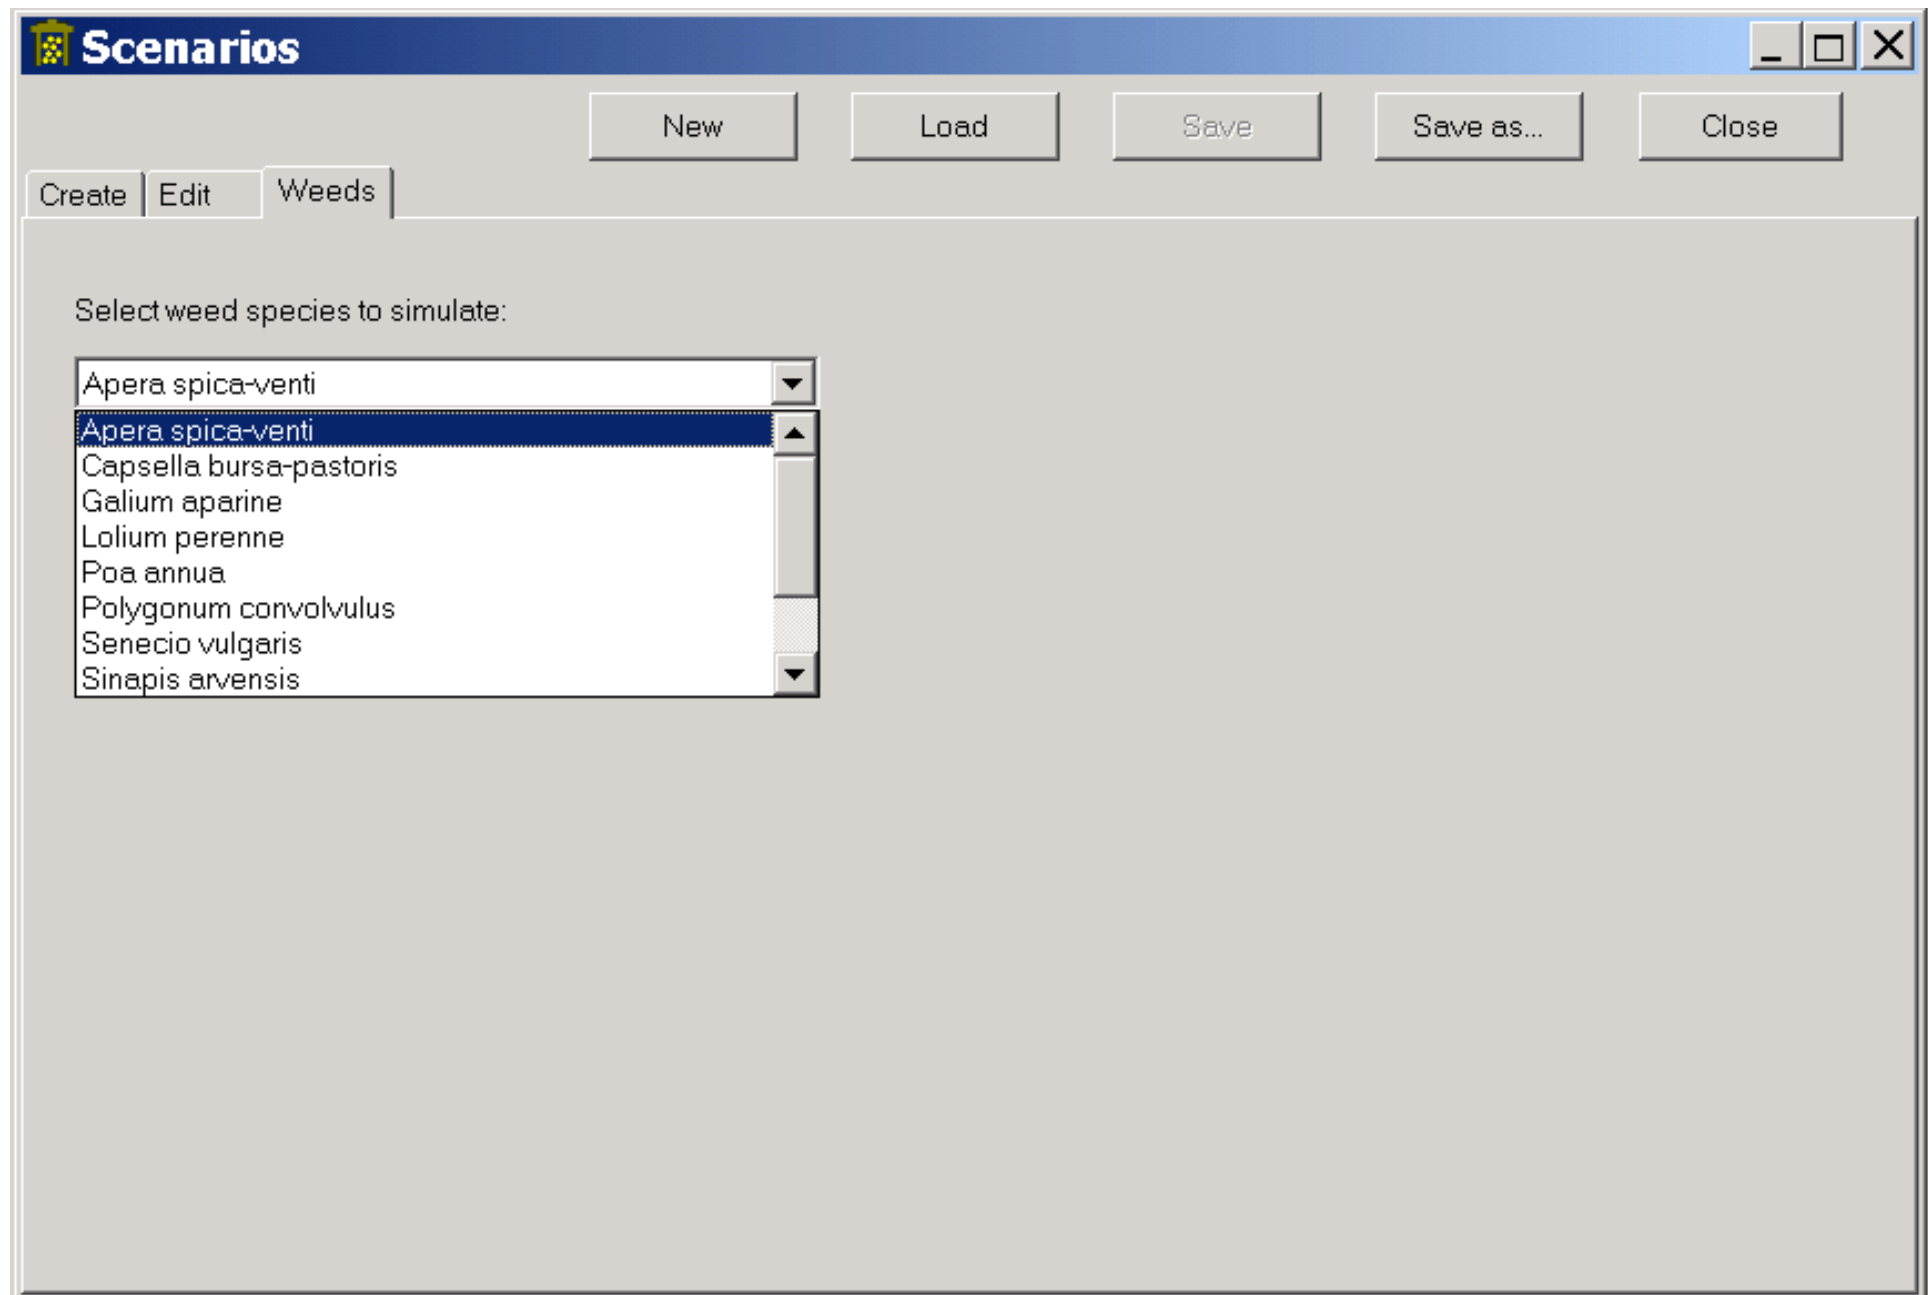 Scenarios
New Load Save Save as... Close
Create Edit Weeds
Select weed species to simulate:
Apera spica-venti
Apera spica-venti
Capsella bursa-pastoris
Galium aparine
Lolium perenne
Poa annua
Polygonum convolvulus
Senecio vulgaris
Sinapis arvensis